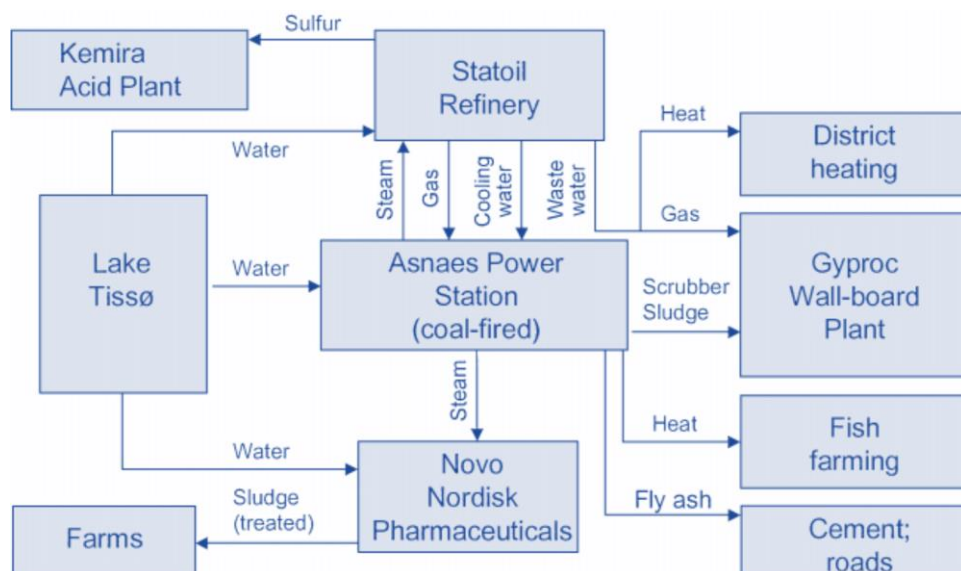 Sulfur
Kemira
Acid Plant
Statoil
Refinery
Heat
District
heating
Water
Steam
Gas
Cooling
water
Waste
water
Gas
Lake
Tissø
Water
Asnaes Power
Station
(coal-fired)
Scrubber
Sludge
Gyproc
Wall-board
Plant
Steam
Heat
Fish
farming
Water
Novo
Nordisk
Pharmaceuticals
Sludge
(treated)
Farms
Fly ash
Cement;
roads